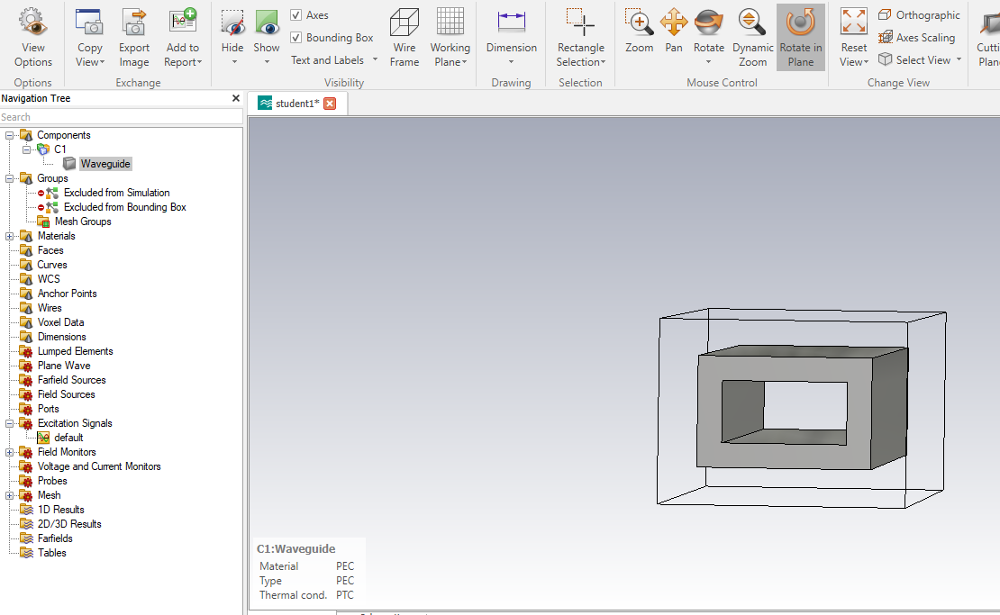 View Options
Copy View
Export Image
Add to Report
Hide
Show
Axes
Bounding Box
Text and Labels
Wire Frame
Working Plane
Dimension
Rectangle Selection
Zoom
Pan
Rotate
Dynamic Zoom
Rotate in Plane
Reset View
Orthographic
Axes Scaling
Select View
Options
Exchange
Visibility
Drawing
Selection
Mouse Control
Change View
Navigation Tree
student1*
Search
Components
C1
Waveguide
Groups
Excluded from Simulation
Excluded from Bounding Box
Mesh Groups
Materials
Faces
Curves
WCS
Anchor Points
Wires
Voxel Data
Dimensions
Lumped Elements
Plane Wave
Farfield Sources
Field Sources
Ports
Excitation Signals
default
Field Monitors
Voltage and Current Monitors
Probes
Mesh
1D Results
2D/3D Results
Farfields
Tables
C1:Waveguide
Material PEC
Type PEC
Thermal cond. PTC